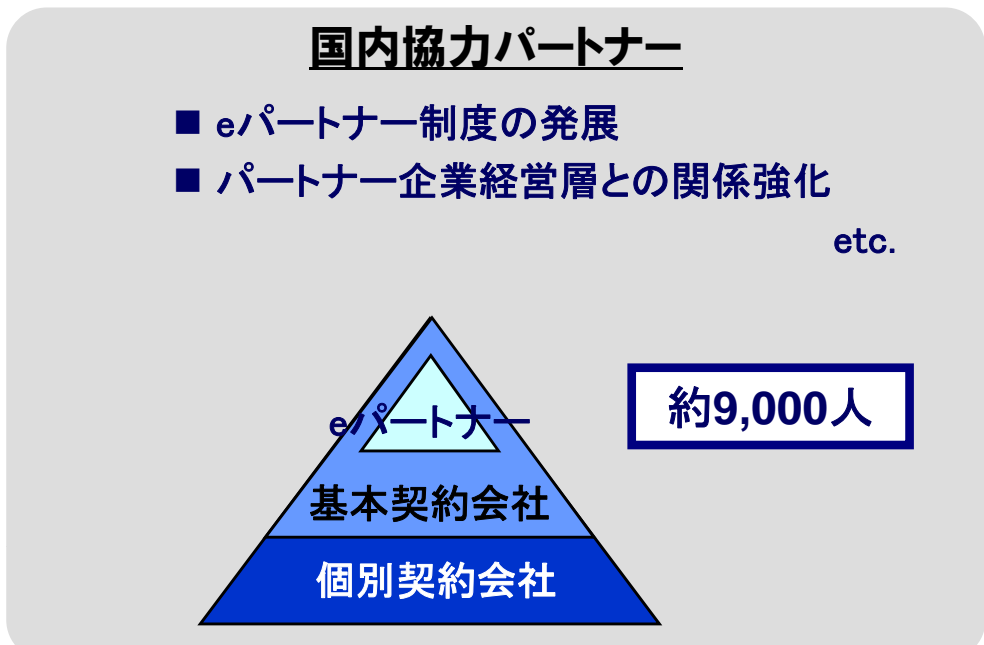 国内協力パートナー
■ eパートナー制度の発展
■ パートナー企業経営層との関係強化
etc.
eパートナー
約9,000人
基本契約会社
個別契約会社